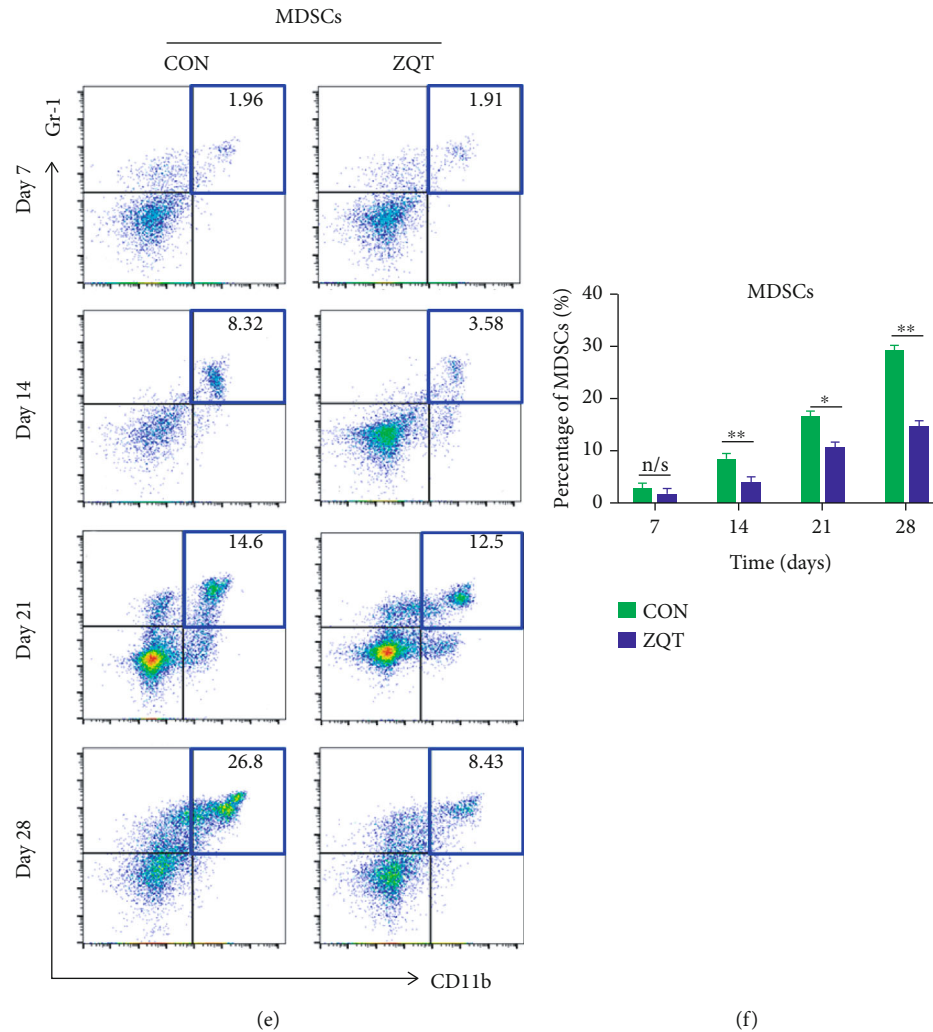 MDSCs
CON ZQT
Gr-1
Day 7
1.96 1.91
Day 14
8.32 3.58
Day 21
14.6 12.5
Day 28
26.8 8.43
CD11b
(e)
MDSCs
Percentage of MDSCs (%)
40
30
20
10
0
n/s
**
*
**
7 14 21 28
Time (days)
CON
ZQT
(f)